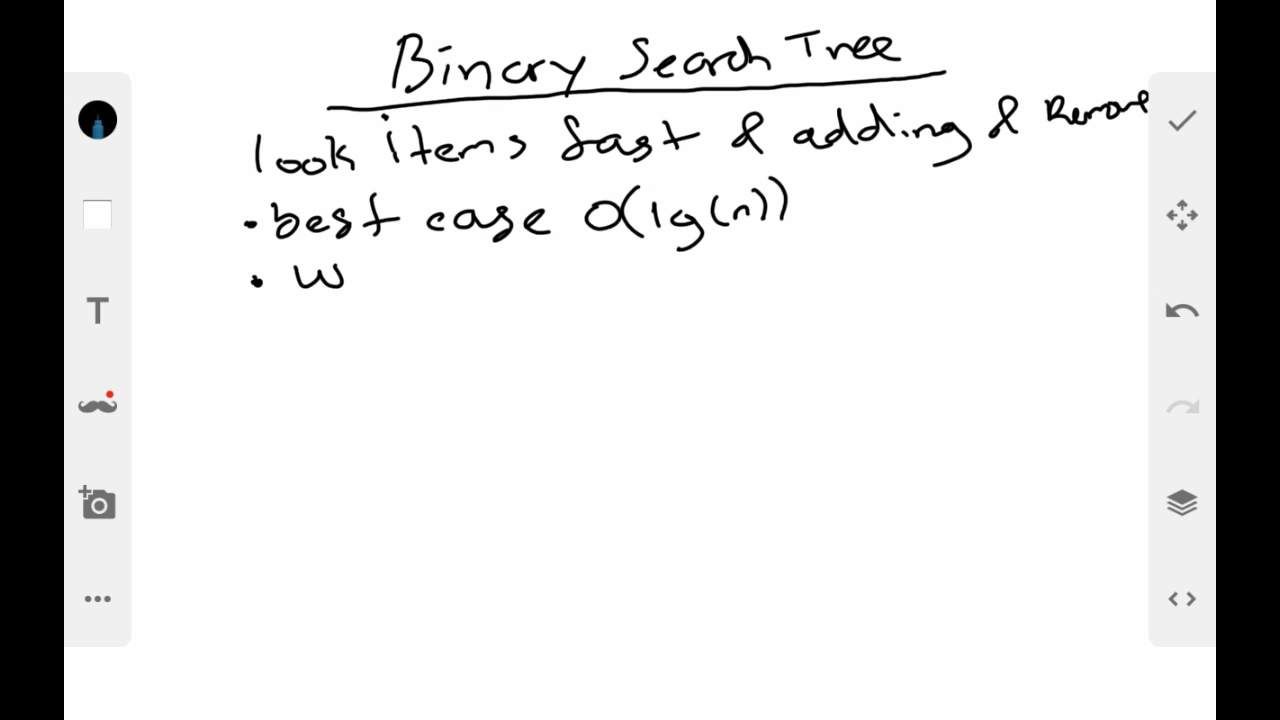 Binary Search Tree
look items fast & adding & Remove
• best case O(lg(n))
• w
T